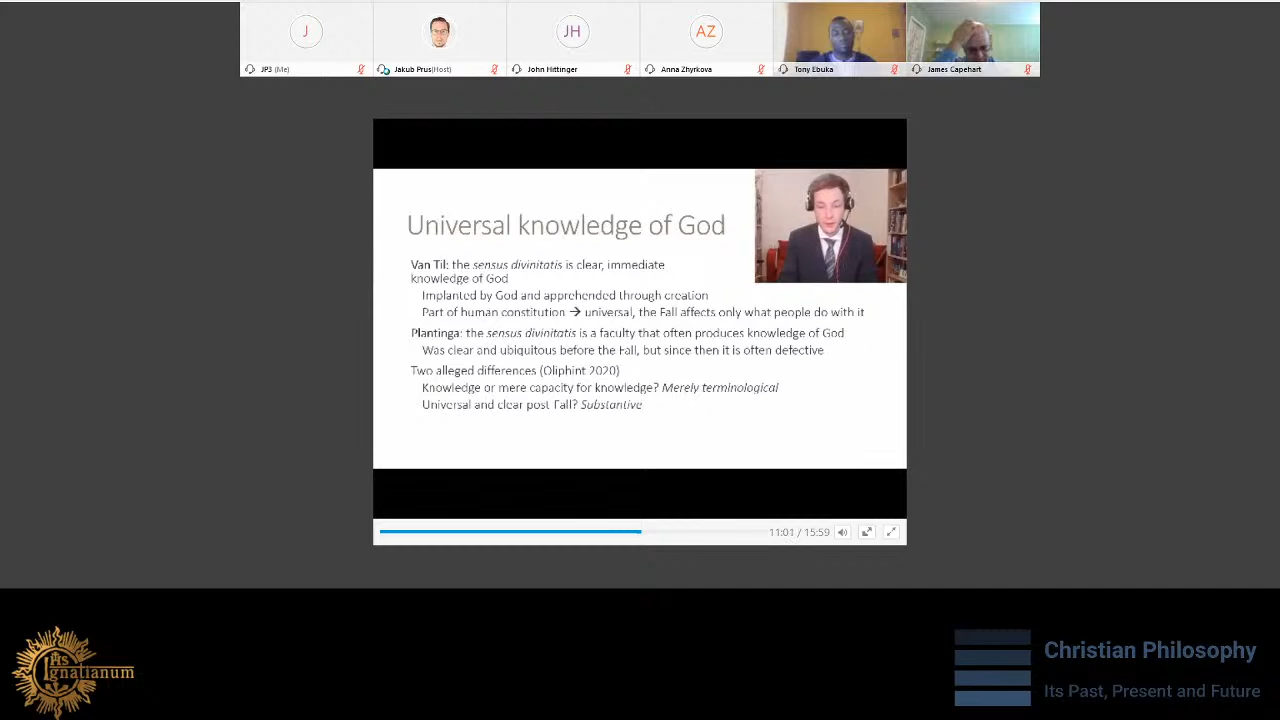 J
JH
AZ
JP3 (Me)
Jakub Prus(Host)
John Hittinger
Anna Zhyrkova
Tony Ebuka
James Capehart
Universal knowledge of God
Van Til: the sensus divinitatis is clear, immediate
knowledge of God
Implanted by God and apprehended through creation
Part of human constitution → universal, the Fall affects only what people do with it
Plantinga: the sensus divinitatis is a faculty that often produces knowledge of God
Was clear and ubiquitous before the Fall, but since then it is often defective
Two alleged differences (Oliphint 2020)
Knowledge or mere capacity for knowledge? Merely terminological
Universal and clear post Fall? Substantive
11:01 / 15:59
IHS
Ignatianum
Christian Philosophy
Its Past, Present and Future